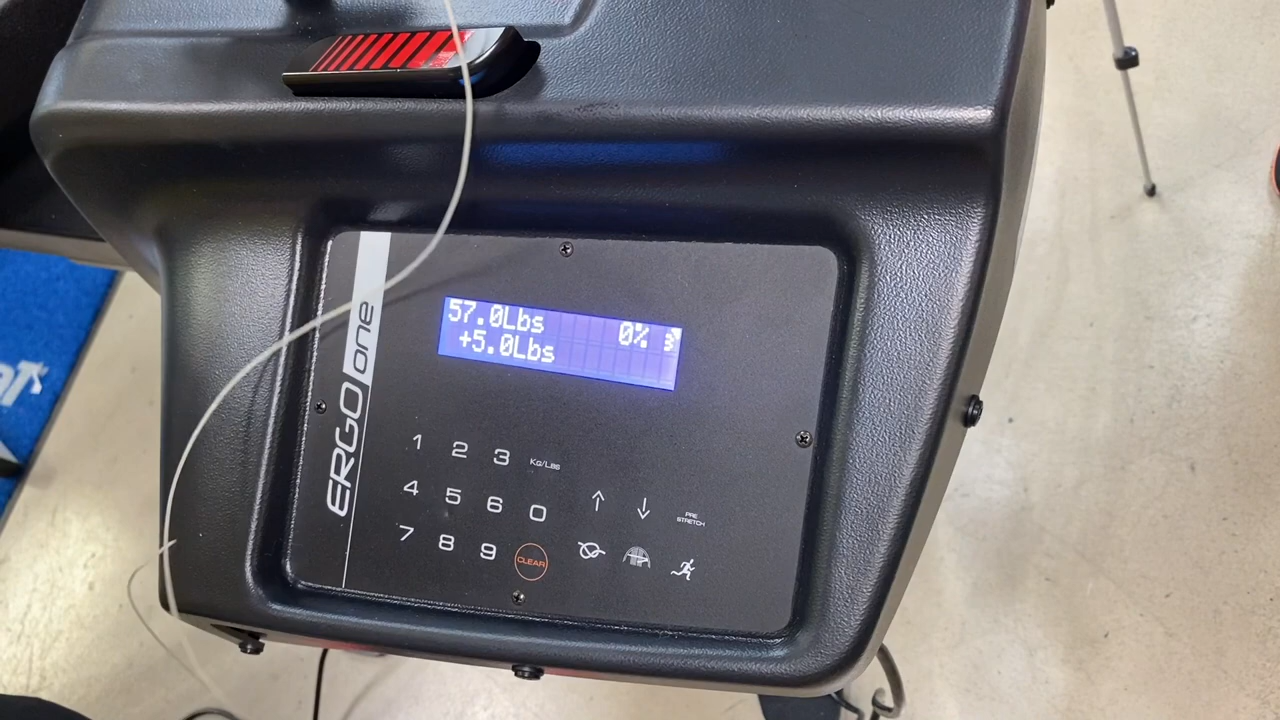 57.0Lbs 0%
+5.0Lbs
ERGO ONE
1 2 3 KG/LBS
4 5 6 0
PRE
STRETCH
7 8 9 CLEAR